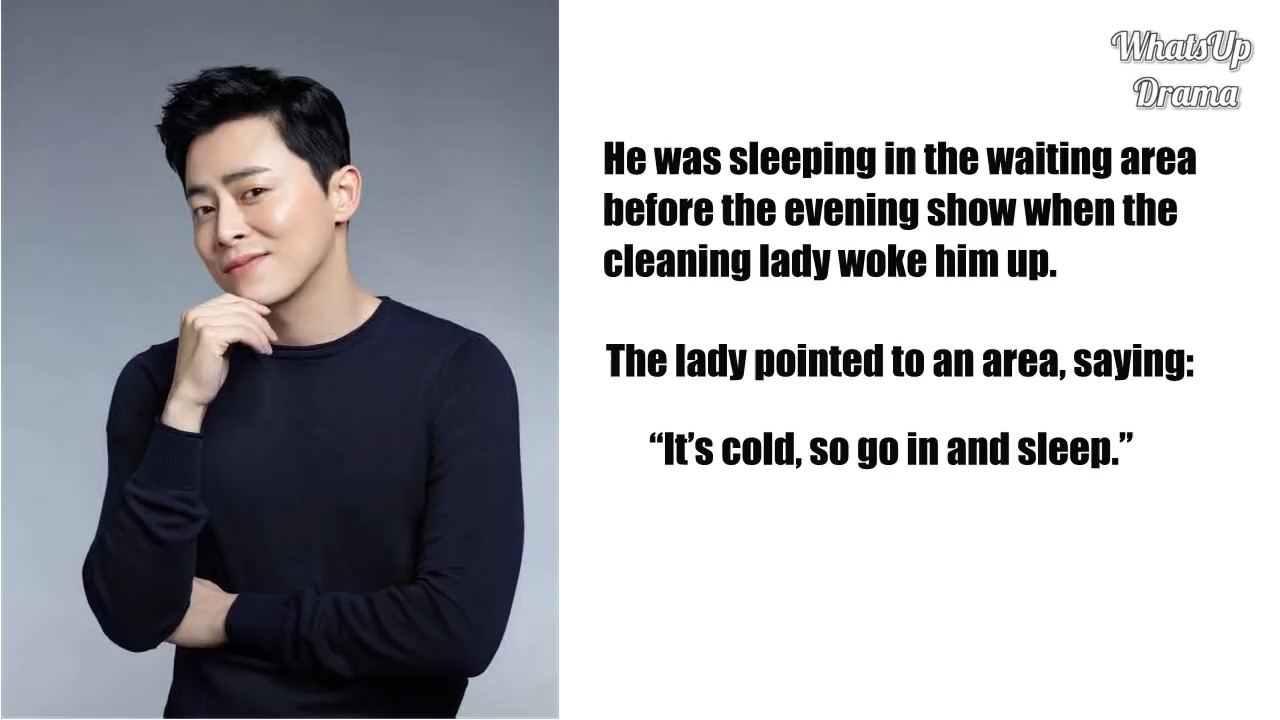 WhatsUp
Drama
He was sleeping in the waiting area
before the evening show when the
cleaning lady woke him up.
The lady pointed to an area, saying:
“It’s cold, so go in and sleep.”